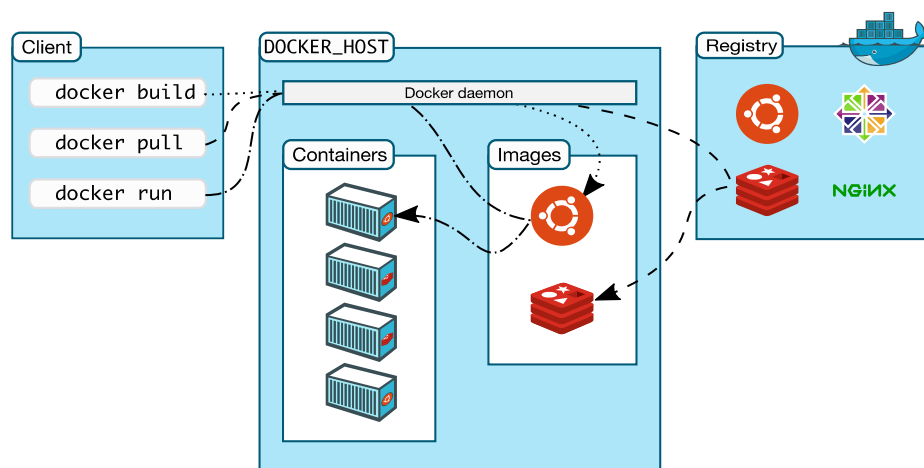 Client
docker build
docker pull
docker run
DOCKER_HOST
Docker daemon
Containers
Images
Registry
NGINX